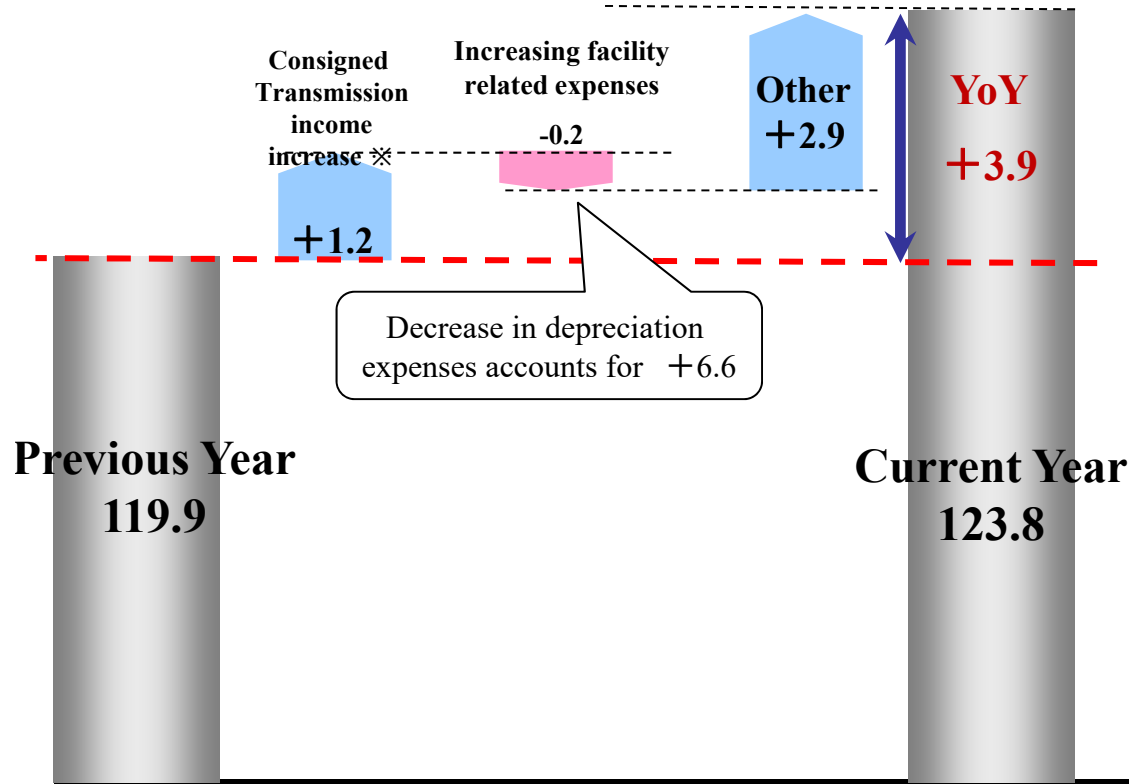 Consigned
Transmission
income
increase ※
+1.2
Increasing facility
related expenses
-0.2
Other
+2.9
YoY
+3.9
Decrease in depreciation
expenses accounts for +6.6
Previous Year
119.9
Current Year
123.8